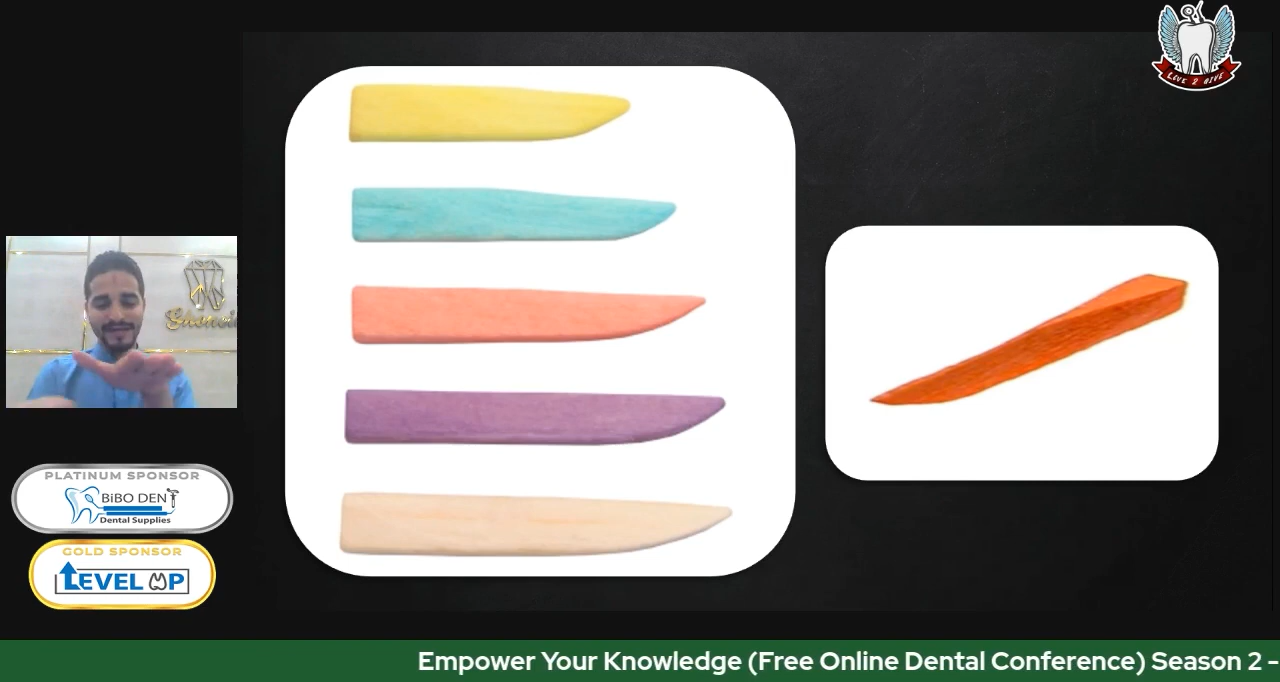 LIVE 2 GIVE
PLATINUM SPONSOR
BiBO DENT
Dental Supplies
GOLD SPONSOR
LEVEL UP
Empower Your Knowledge (Free Online Dental Conference) Season 2 -